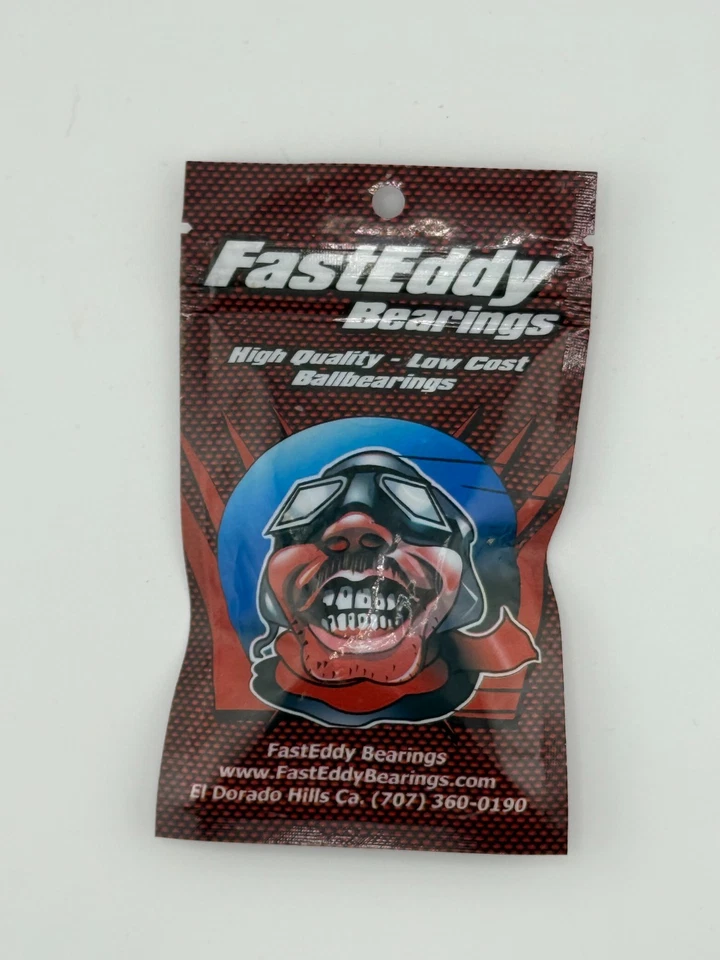 FastEddy
Bearings
High Quality - Low Cost
Ballbearings
FastEddy Bearings
www.FastEddyBearings.com
El Dorado Hills Ca. (707) 360-0190